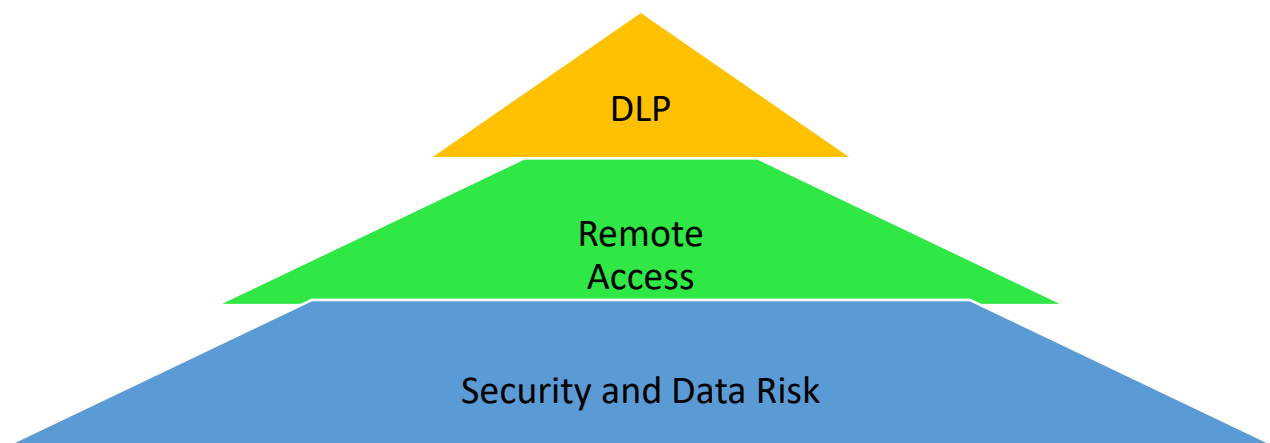 DLP
Remote
Access
Security and Data Risk